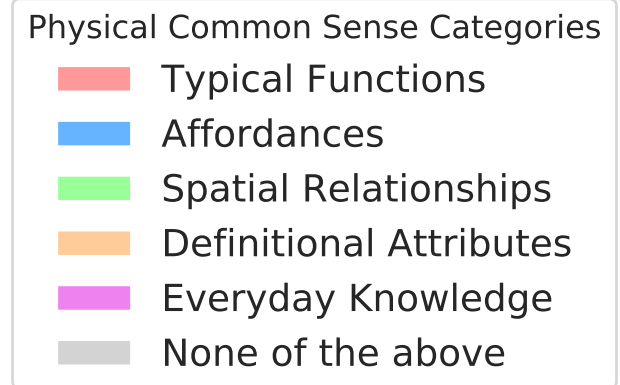 Physical Common Sense Categories
Typical Functions
Affordances
Spatial Relationships
Definitional Attributes
Everyday Knowledge
None of the above